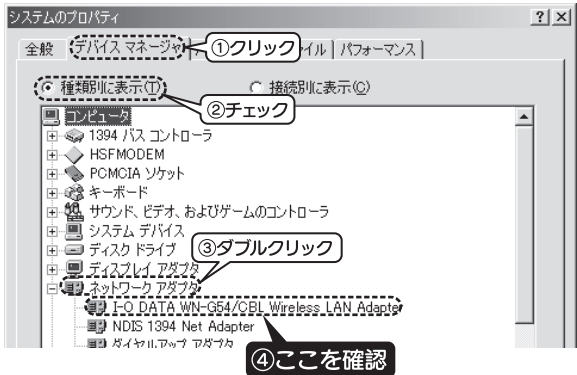 システムのプロパティ
全般 デバイス マネージャ ①クリック イル パフォーマンス
種類別に表示(T) 接続別に表示(C)
②チェック
コンピュータ
1394 バス コントローラ
HSFMODEM
PCMCIA ソケット
キーボード
サウンド、ビデオ、およびゲームのコントローラ
システム デバイス
ディスク ドライブ ③ダブルクリック
ディスプレイ アダプタ
ネットワーク アダプタ
I-O DATA WN-G54/CBL Wireless LAN Adapter
NDIS 1394 Net Adapter
ダイヤルアップ アダプタ
④ここを確認